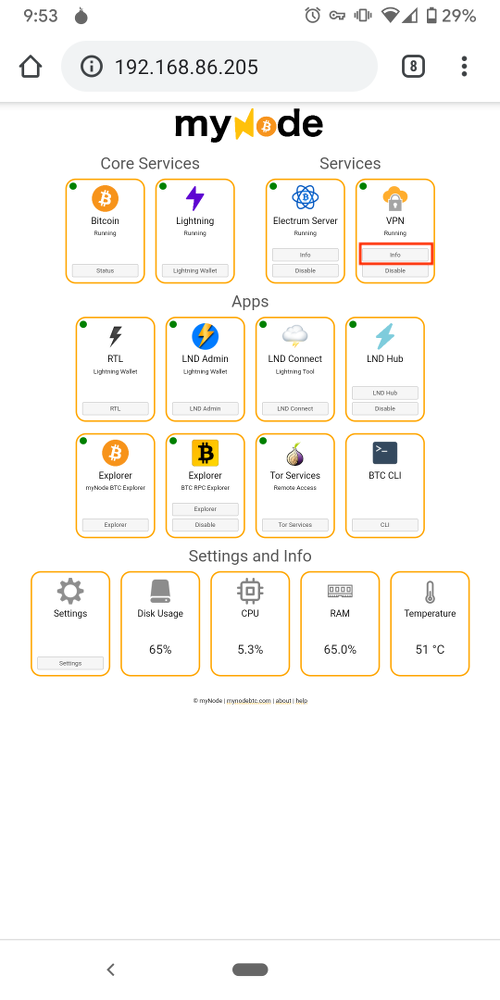 9:53
29%
192.168.86.205
8
myNode
Core Services
Services
Bitcoin
Running
Status
Lightning
Running
Lightning Wallet
Electrum Server
Running
Info
Disable
VPN
Running
Info
Disable
Apps
RTL
Lightning Wallet
RTL
LND Admin
Lightning Wallet
LND Admin
LND Connect
Lightning Tool
LND Connect
LND Hub
LND Hub
Disable
Explorer
myNode BTC Explorer
Explorer
Explorer
BTC RPC Explorer
Explorer
Disable
Tor Services
Remote Access
Tor Services
BTC CLI
CLI
Settings and Info
Settings
Settings
Disk Usage
65%
CPU
5.3%
RAM
65.0%
Temperature
51 °C
© myNode | mynodebtc.com | about | help